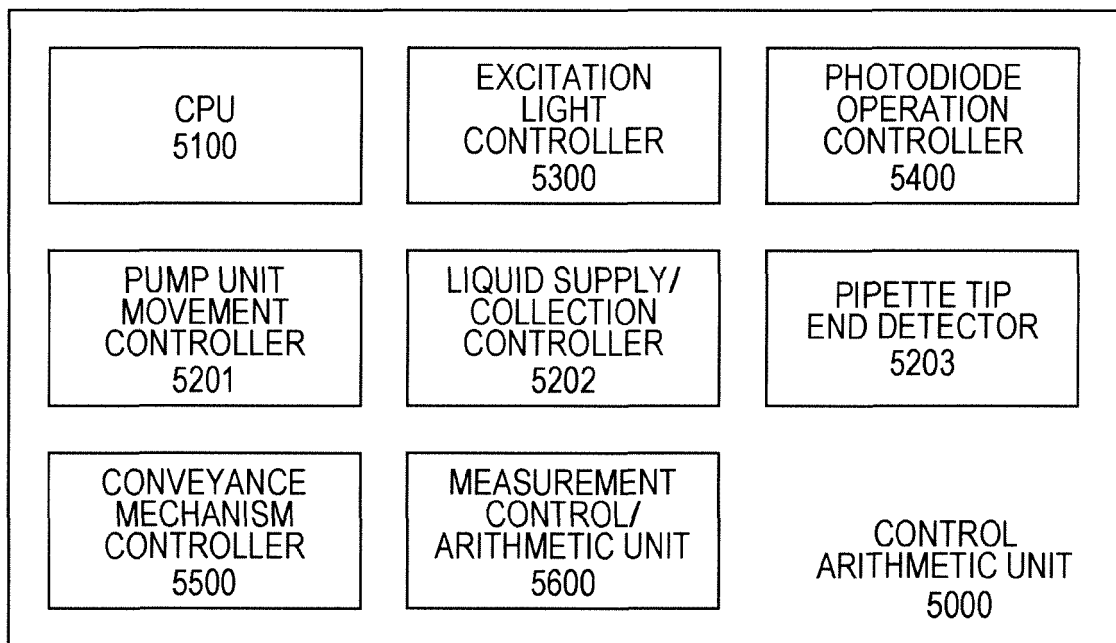 CPU
5100
EXCITATION
LIGHT
CONTROLLER
5300
PHOTODIODE
OPERATION
CONTROLLER
5400
PUMP UNIT
MOVEMENT
CONTROLLER
5201
LIQUID SUPPLY/
COLLECTION
CONTROLLER
5202
PIPETTE TIP
END DETECTOR
5203
CONVEYANCE
MECHANISM
CONTROLLER
5500
MEASUREMENT
CONTROL/
ARITHMETIC UNIT
5600
CONTROL
ARITHMETIC UNIT
5000